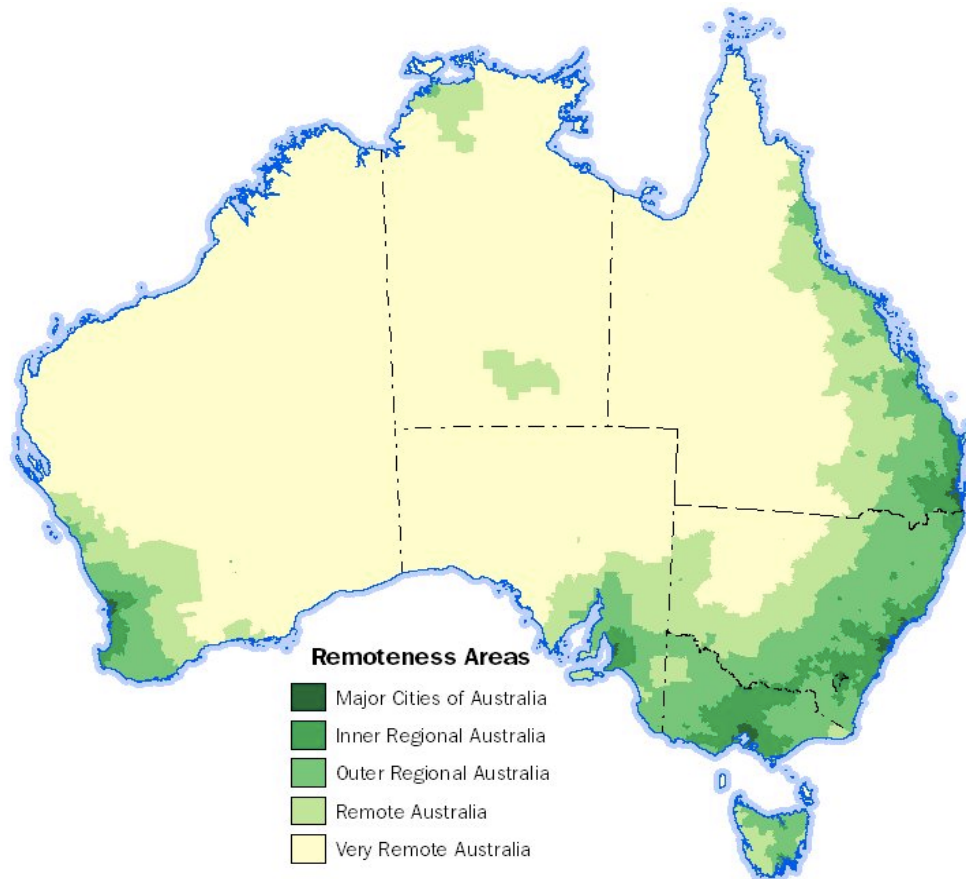 Remoteness Areas
Major Cities of Australia
Inner Regional Australia
Outer Regional Australia
Remote Australia
Very Remote Australia